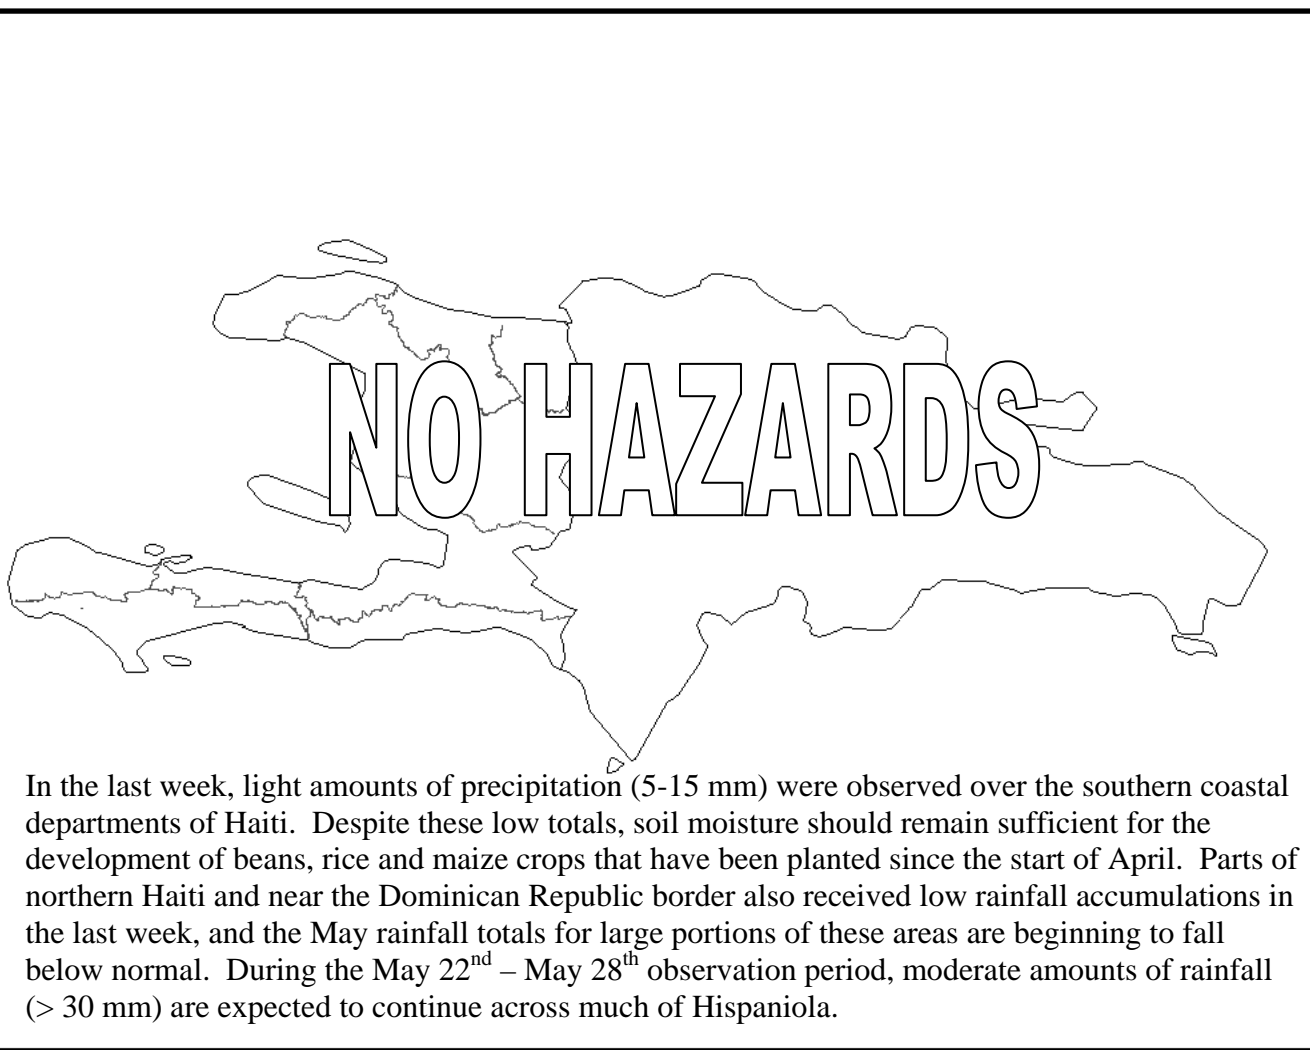 NO HAZARDS
In the last week, light amounts of precipitation (5-15 mm) were observed over the southern coastal
departments of Haiti.  Despite these low totals, soil moisture should remain sufficient for the
development of beans, rice and maize crops that have been planted since the start of April.  Parts of
northern Haiti and near the Dominican Republic border also received low rainfall accumulations in
the last week, and the May rainfall totals for large portions of these areas are beginning to fall
below normal.  During the May 22nd – May 28th observation period, moderate amounts of rainfall
(> 30 mm) are expected to continue across much of Hispaniola.